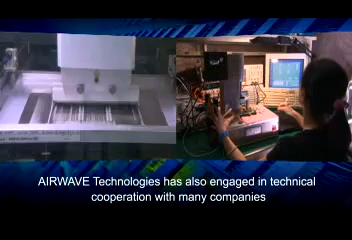 AIRWAVE Technologies has also engaged in technical
cooperation with many companies